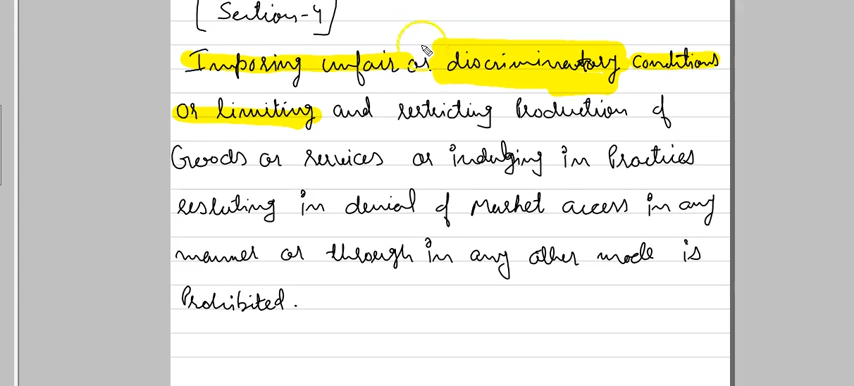 [Section-4]
Imposing unfair or discriminatory conditions
or limiting and restricting Production of
Goods or services or indulging in Practices
resluting in denial of Market access in any
manner or through in any other mode is
Prohibited.